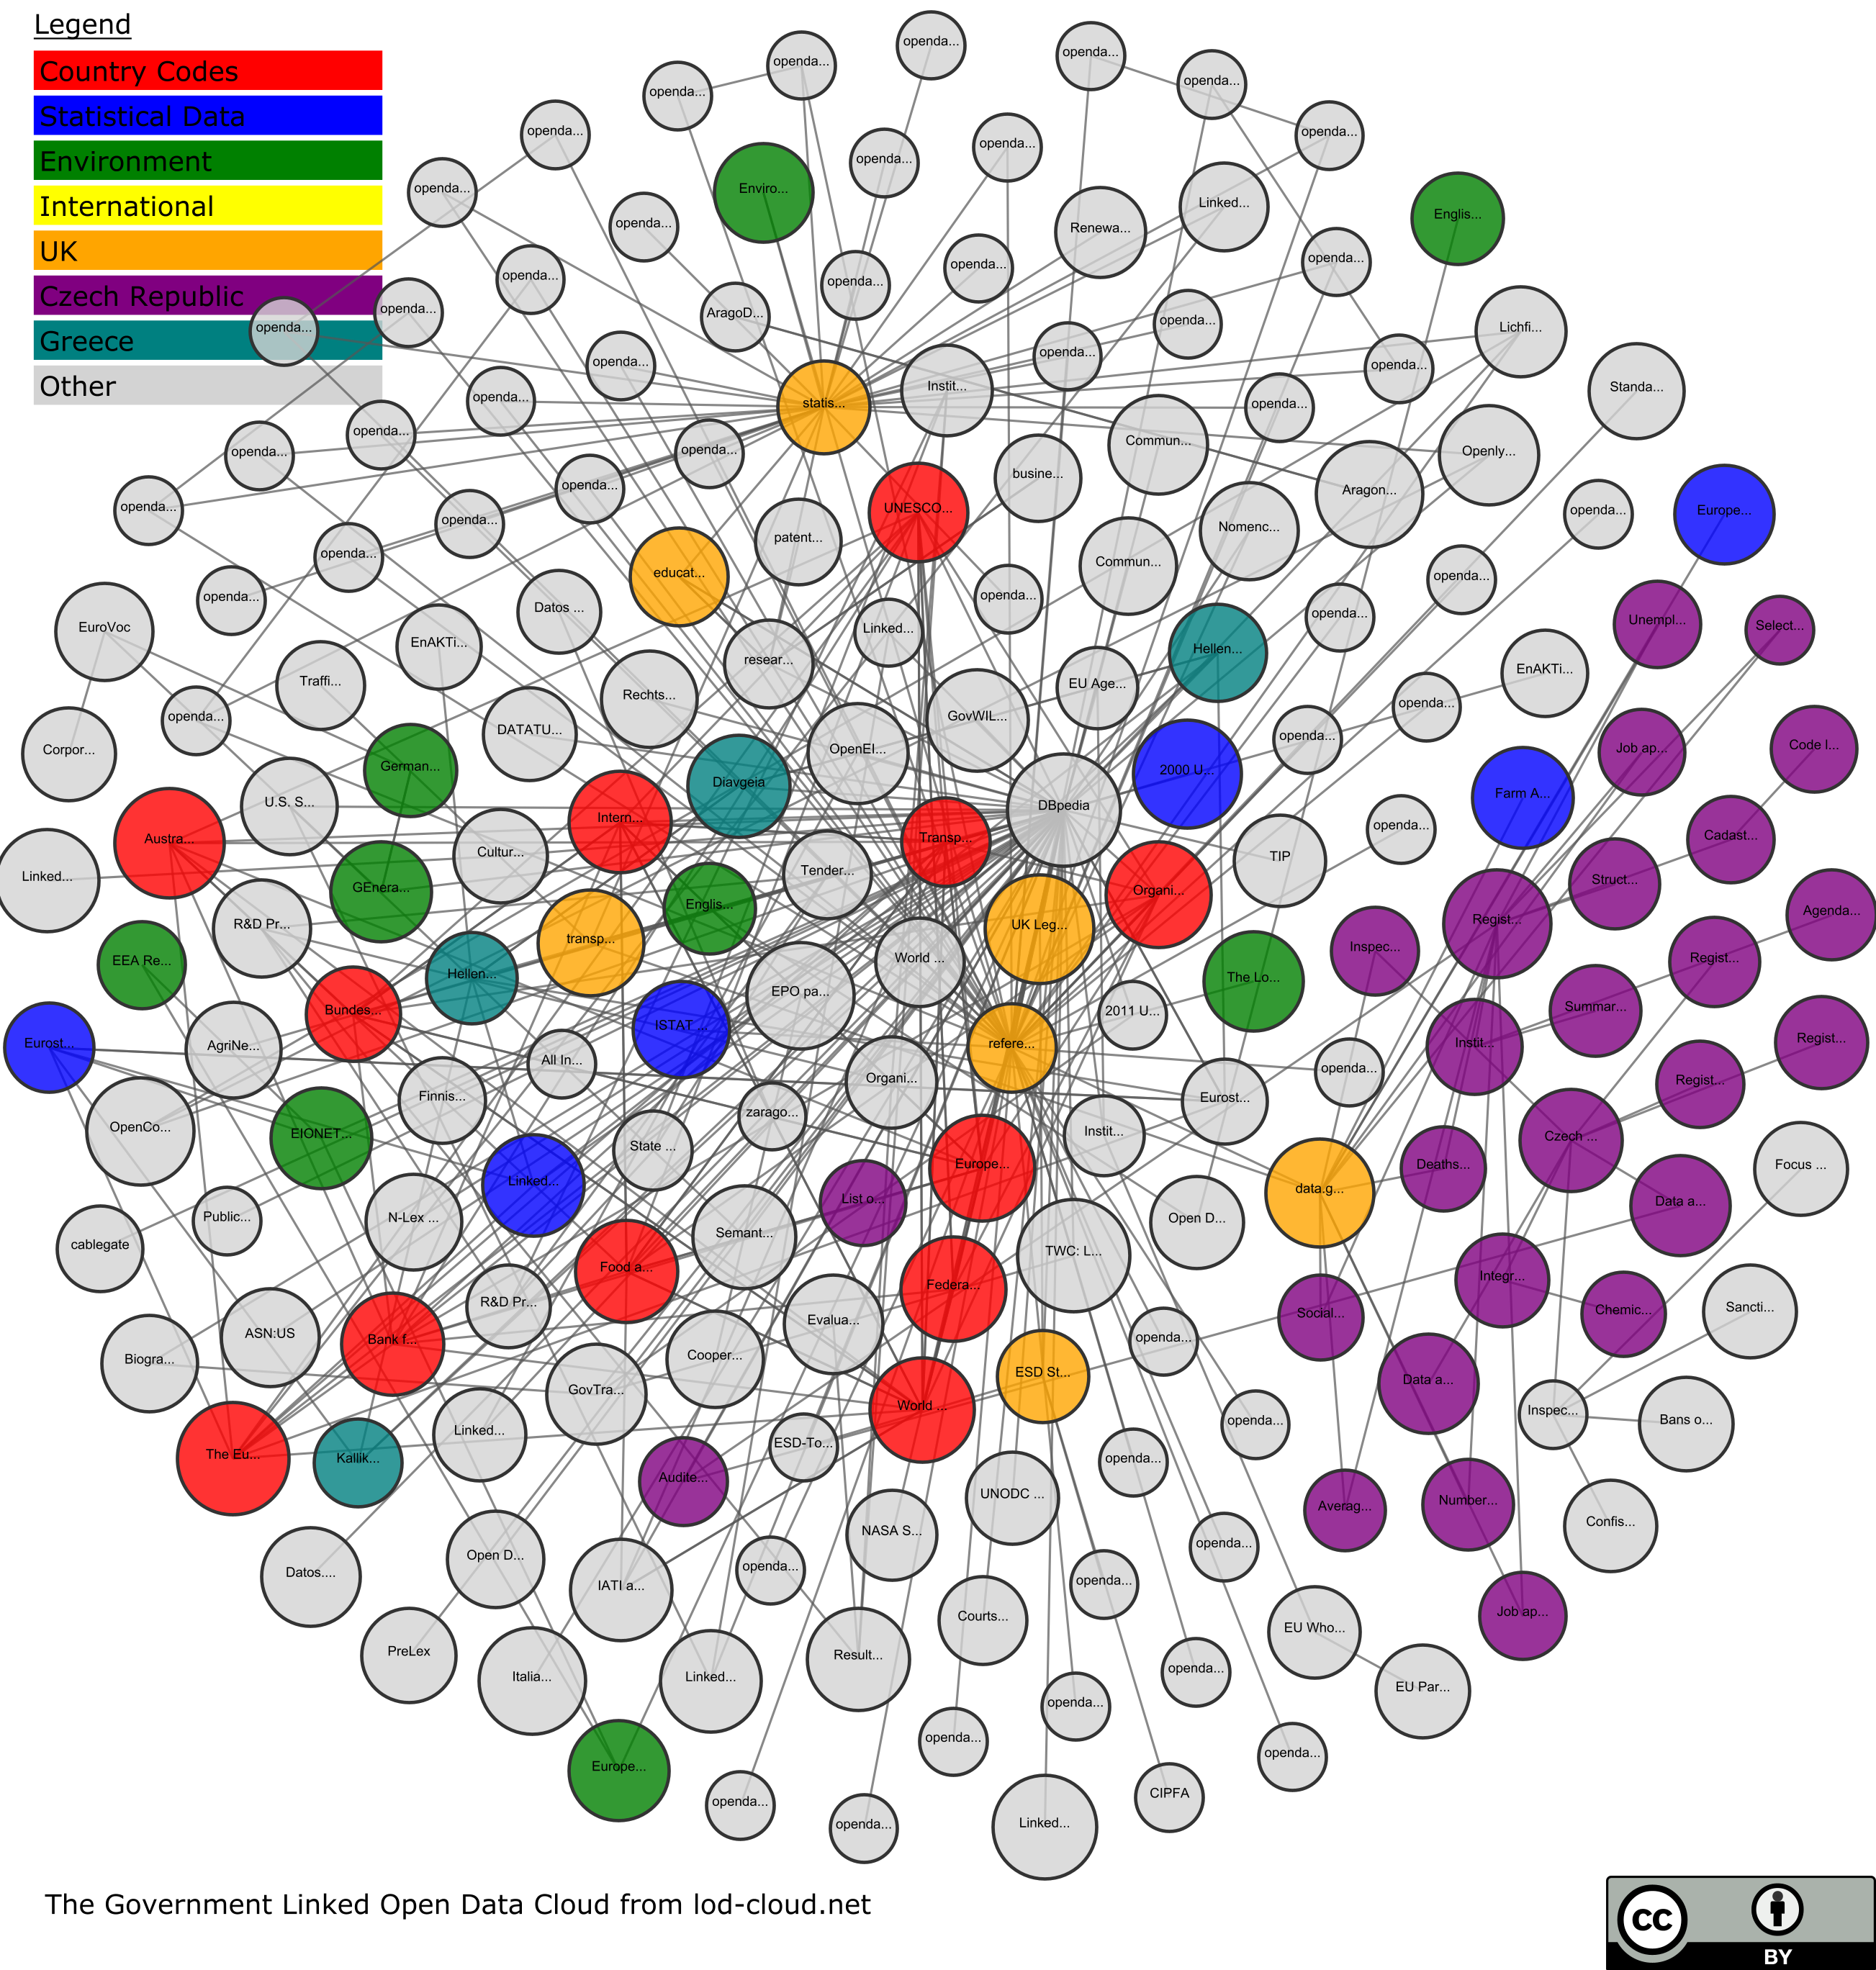 Legend
Country Codes
Statistical Data
Environment
International
UK
Czech Republic
Greece
Other
openda...
openda...
openda...
openda...
openda...
openda...
openda...
openda...
openda...
openda...
Enviro...
Linked...
Englis...
openda...
Renewa...
openda...
openda...
openda...
openda...
openda...
openda...
AragoD...
openda...
Lichfi...
openda...
openda...
openda...
Instit...
Standa...
openda...
statis...
openda...
openda...
Commun...
openda...
openda...
Openly...
busine...
openda...
Aragon...
openda...
UNESCO...
Europe...
openda...
openda...
Nomenc...
patent...
openda...
Commun...
educat...
openda...
openda...
openda...
Datos ...
openda...
Unempl...
EuroVoc
Linked...
Select...
EnAKTi...
Hellen...
resear...
EnAKTi...
Traffi...
EU Age...
Rechts...
openda...
openda...
GovWIL...
DATATU...
openda...
Corpor...
OpenEI...
Job ap...
Code l...
German...
2000 U...
Diavgeia
Farm A...
U.S. S...
DBpedia
Intern...
openda...
Austra...
Transp...
Cadast...
Cultur...
TIP
Tender...
Linked...
Struct...
GEnera...
Organi...
Englis...
Agenda...
R&D Pr...
UK Leg...
Regist...
transp...
Inspec...
World ...
EEA Re...
Regist...
Hellen...
The Lo...
EPO pa...
Bundes...
2011 U...
Summar...
ISTAT ...
Eurost...
refere...
AgriNe...
Instit...
Regist...
All In...
openda...
Organi...
Regist...
Finnis...
Eurost...
zarago...
OpenCo...
EIONET...
Instit...
Czech ...
State ...
Europe...
Deaths...
Focus ...
Linked...
data.g...
List o...
Data a...
Public...
N-Lex ...
Open D...
Semant...
cablegate
TWC: L...
Food a...
Integr...
Federa...
R&D Pr...
Social...
Chemic...
Sancti...
Evalua...
ASN:US
Bank f...
openda...
Cooper...
Biogra...
ESD St...
Data a...
GovTra...
World ...
Inspec...
openda...
Bans o...
Linked...
ESD-To...
The Eu...
Kallik...
openda...
Audite...
UNODC ...
Number...
Averag...
Confis...
NASA S...
openda...
Open D...
openda...
Datos....
openda...
IATI a...
Courts...
Job ap...
EU Who...
PreLex
Result...
openda...
Italia...
Linked...
EU Par...
openda...
openda...
openda...
Europe...
CIPFA
openda...
Linked...
openda...
The Government Linked Open Data Cloud from lod-cloud.net
cc
BY